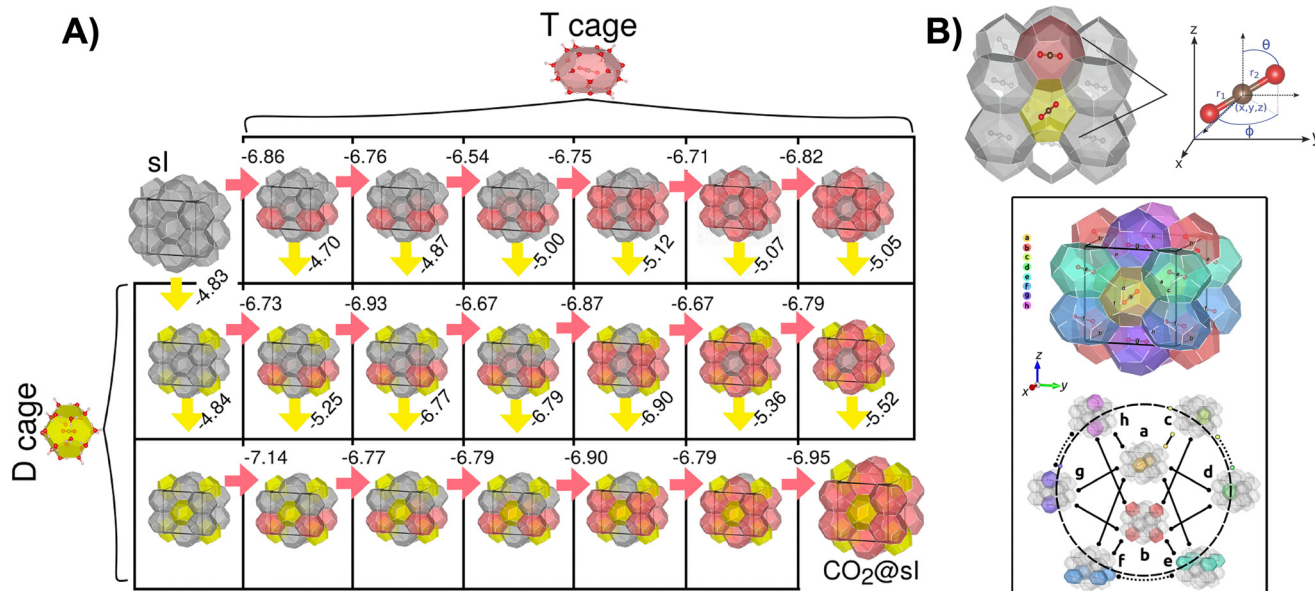 A)
T cage
sI
-6.86 -6.76 -6.54 -6.75 -6.71 -6.82
-4.83 -4.70 -4.87 -5.00 -5.12 -5.07 -5.05
-6.73 -6.93 -6.67 -6.87 -6.67 -6.79
D cage
-4.84 -5.25 -6.77 -6.79 -6.90 -5.36 -5.52
-7.14 -6.77 -6.79 -6.90 -6.79 -6.95
CO₂@sI
B)
z
θ
r₂
r₁
(x,y,z)
ϕ
y
x
a
b
c
d
e
f
g
h
z
x y
h a c
g d
f b e